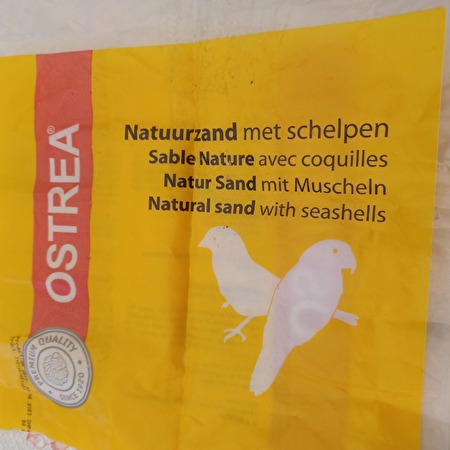 OSTREA®
Natuurzand met schelpen
Sable Nature avec coquilles
Natur Sand mit Muscheln
Natural sand with seashells
PREMIUM QUALITY
SINCE 1920